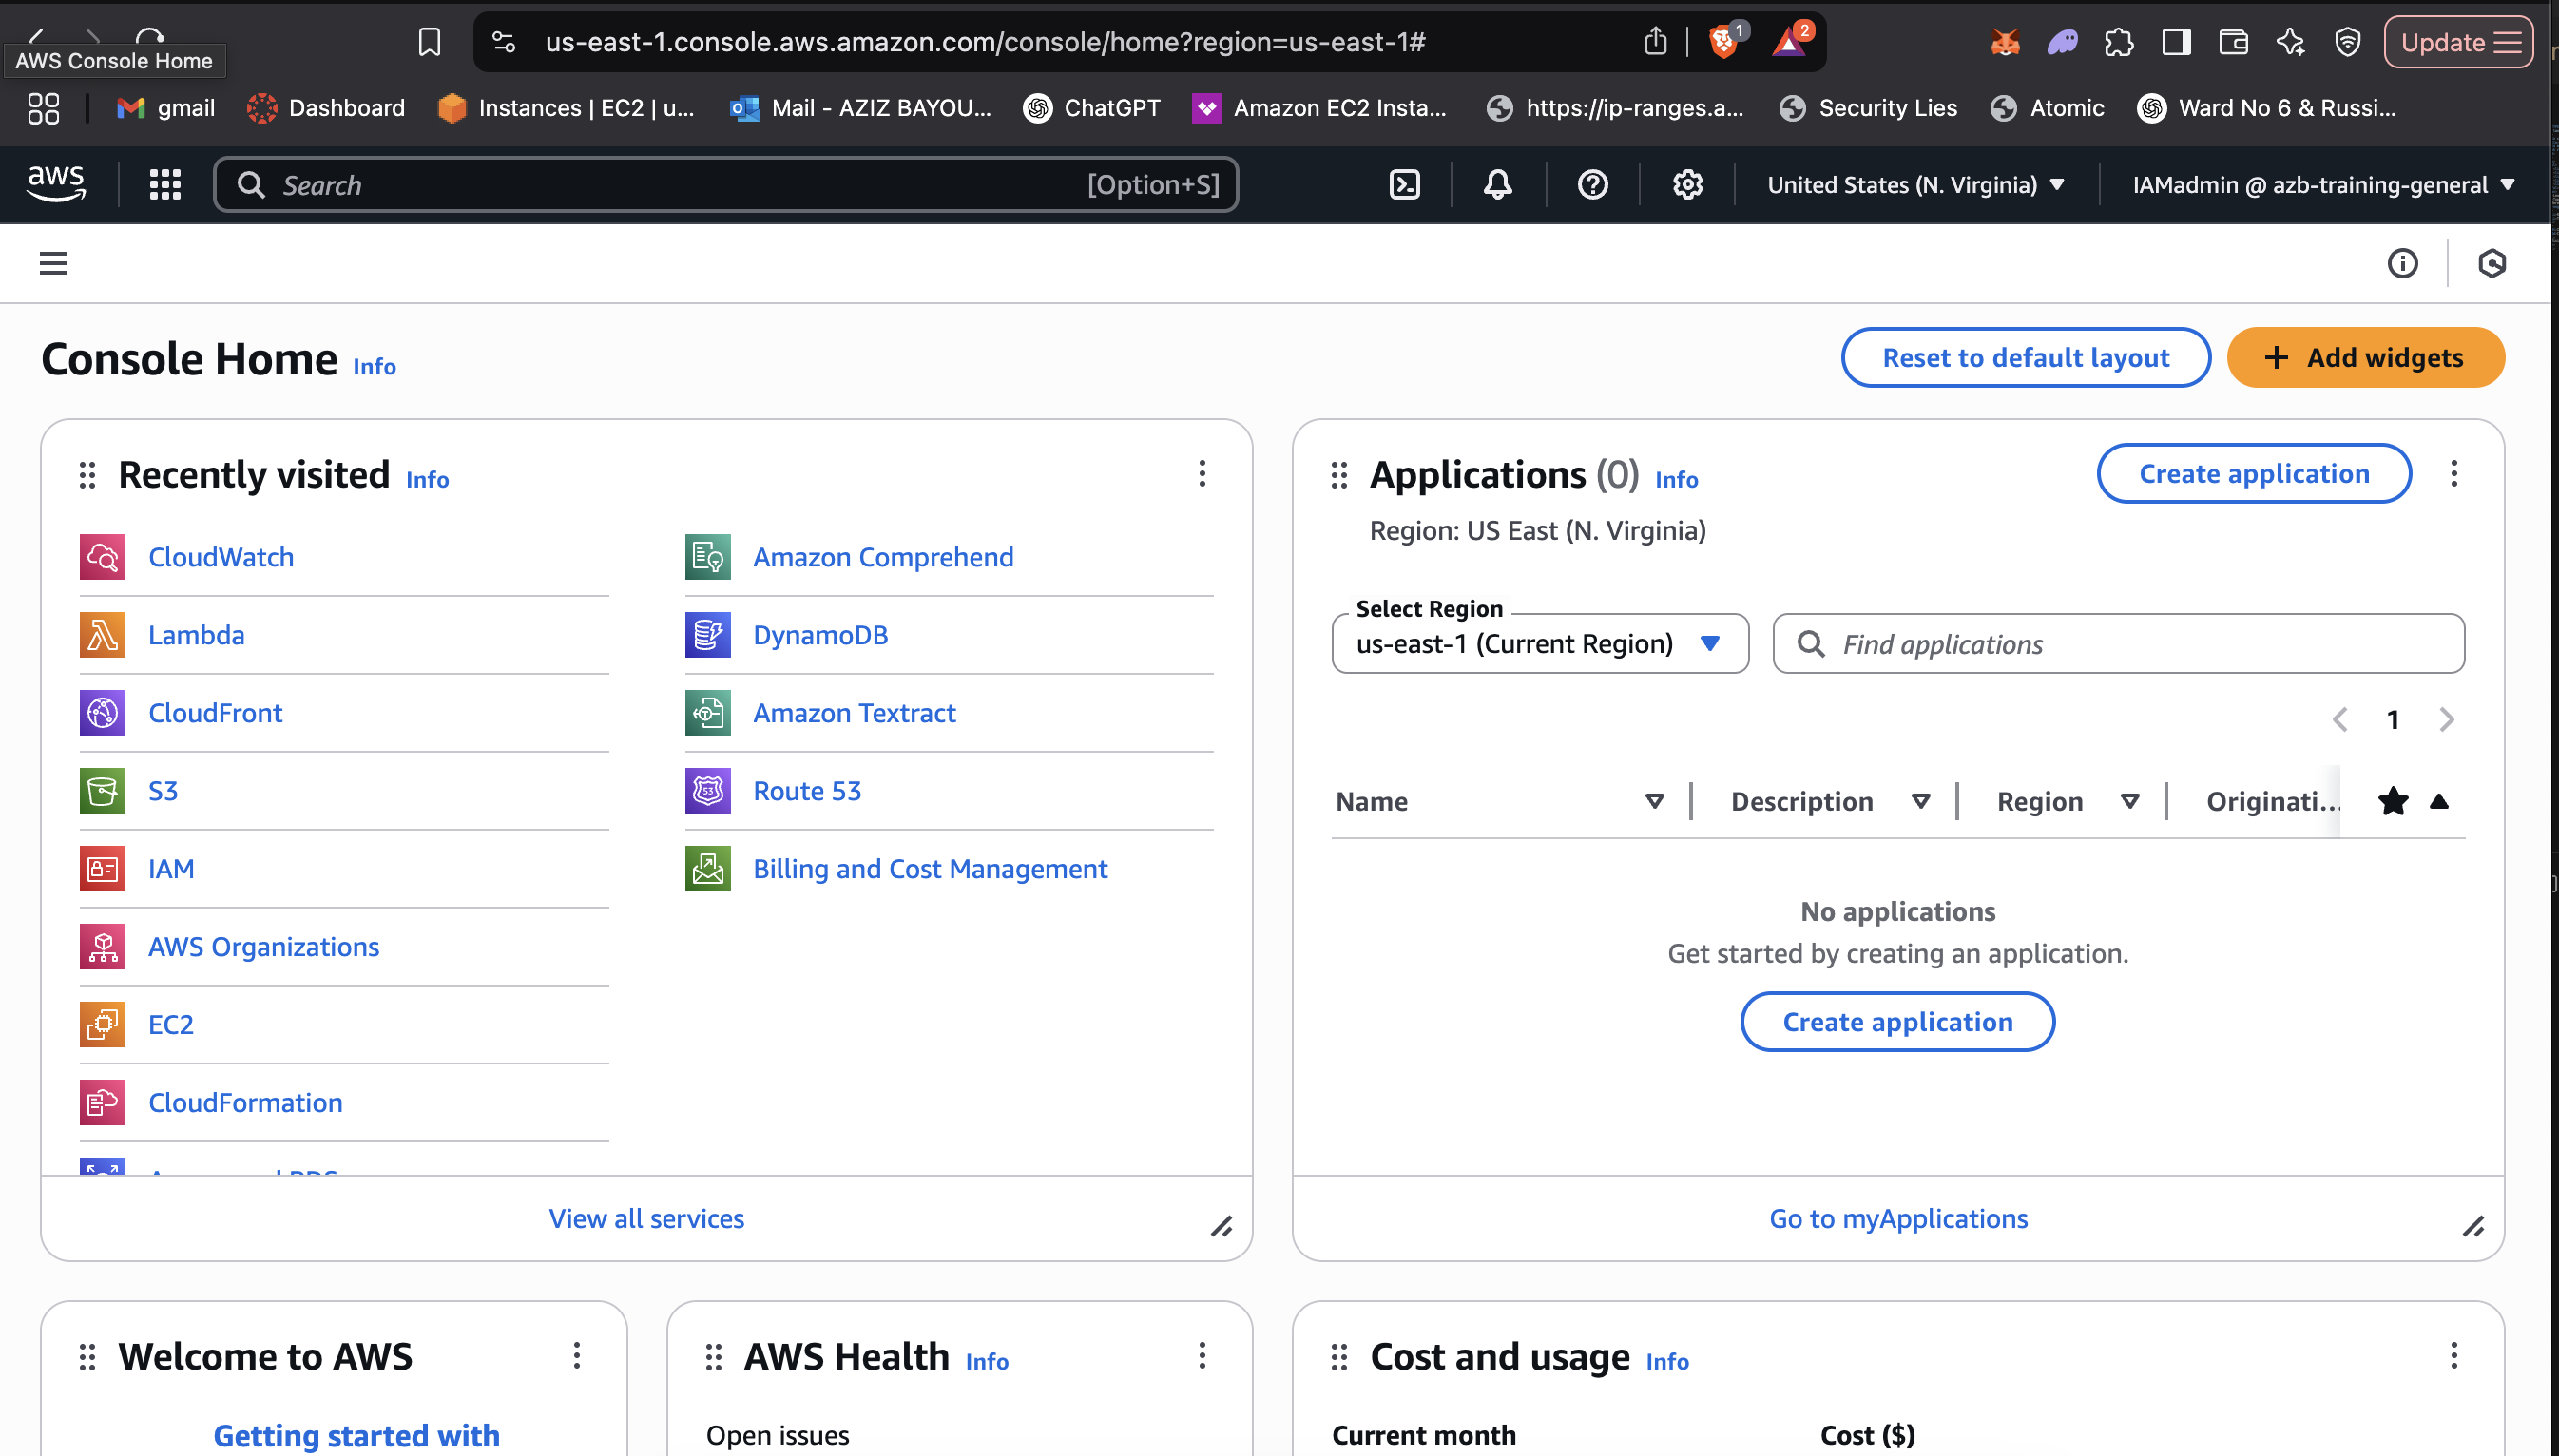 us-east-1.console.aws.amazon.com/console/home?region=us-east-1#
1
2
Update
AWS Console Home
gmail
Dashboard
Instances | EC2 | u...
Mail - AZIZ BAYOU...
ChatGPT
Amazon EC2 Insta...
https://ip-ranges.a...
Security Lies
Atomic
Ward No 6 & Russi...
aws
Search
[Option+S]
United States (N. Virginia)
IAMadmin @ azb-training-general
Console Home Info
Reset to default layout
+ Add widgets
Recently visited Info
CloudWatch
Lambda
CloudFront
S3
IAM
AWS Organizations
EC2
CloudFormation
Amazon Comprehend
DynamoDB
Amazon Textract
Route 53
Billing and Cost Management
View all services
Applications (0) Info
Create application
Region: US East (N. Virginia)
Select Region
us-east-1 (Current Region)
Find applications
1
Name
Description
Region
Originati...
No applications
Get started by creating an application.
Create application
Go to myApplications
Welcome to AWS
Getting started with
AWS Health Info
Open issues
Cost and usage Info
Current month
Cost ($)